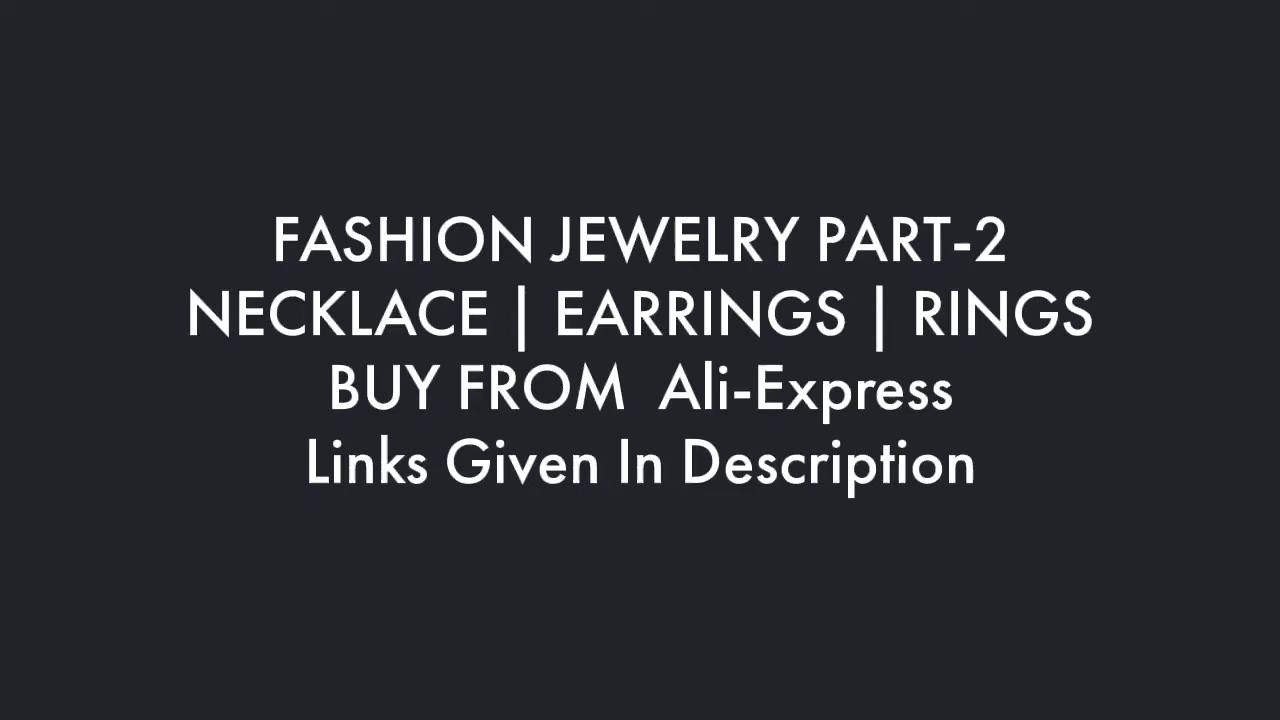 FASHION JEWELRY PART-2
NECKLACE | EARRINGS | RINGS
BUY FROM  Ali-Express
Links Given In Description